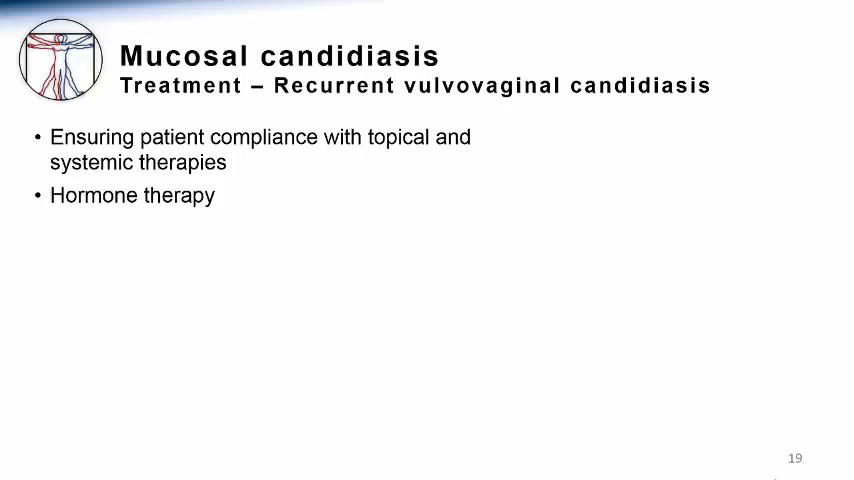 Mucosal candidiasis
Treatment – Recurrent vulvovaginal candidiasis
• Ensuring patient compliance with topical and
systemic therapies
• Hormone therapy
19